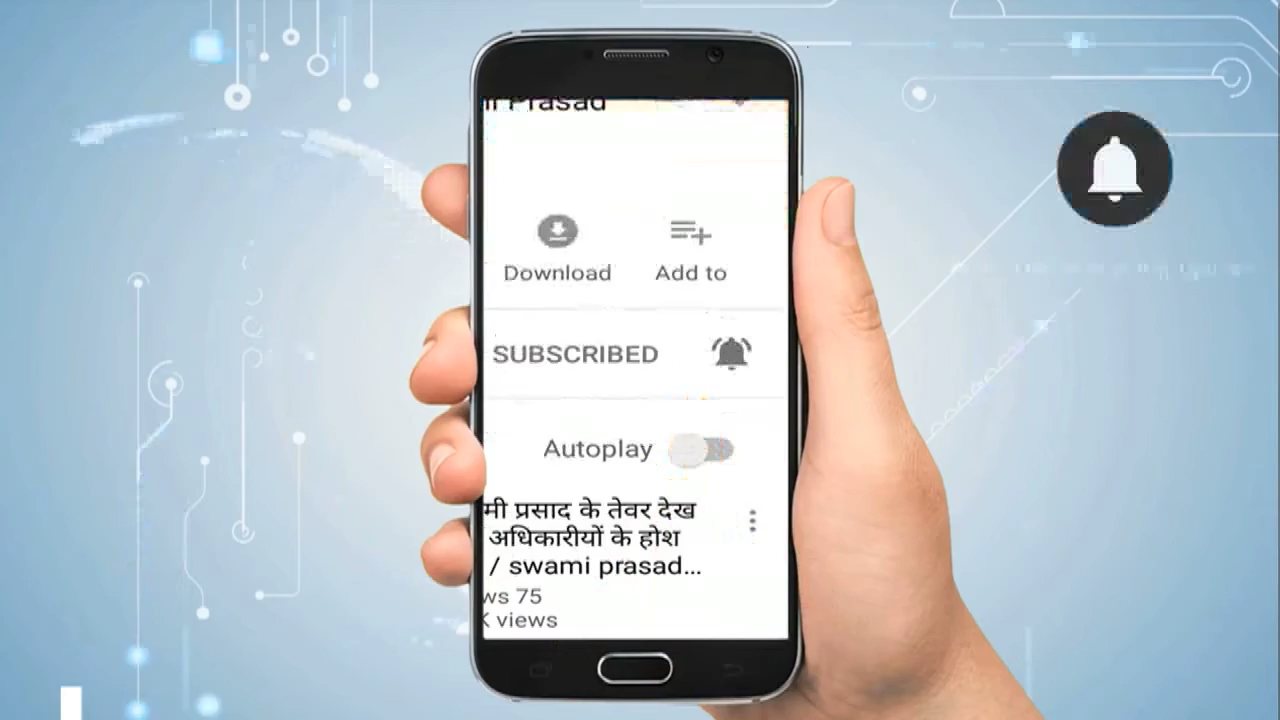 Prasad
Download Add to
SUBSCRIBED
Autoplay
मी प्रसाद के तेवर देख
अधिकारीयों के होश
/ swami prasad...
ws 75
K views